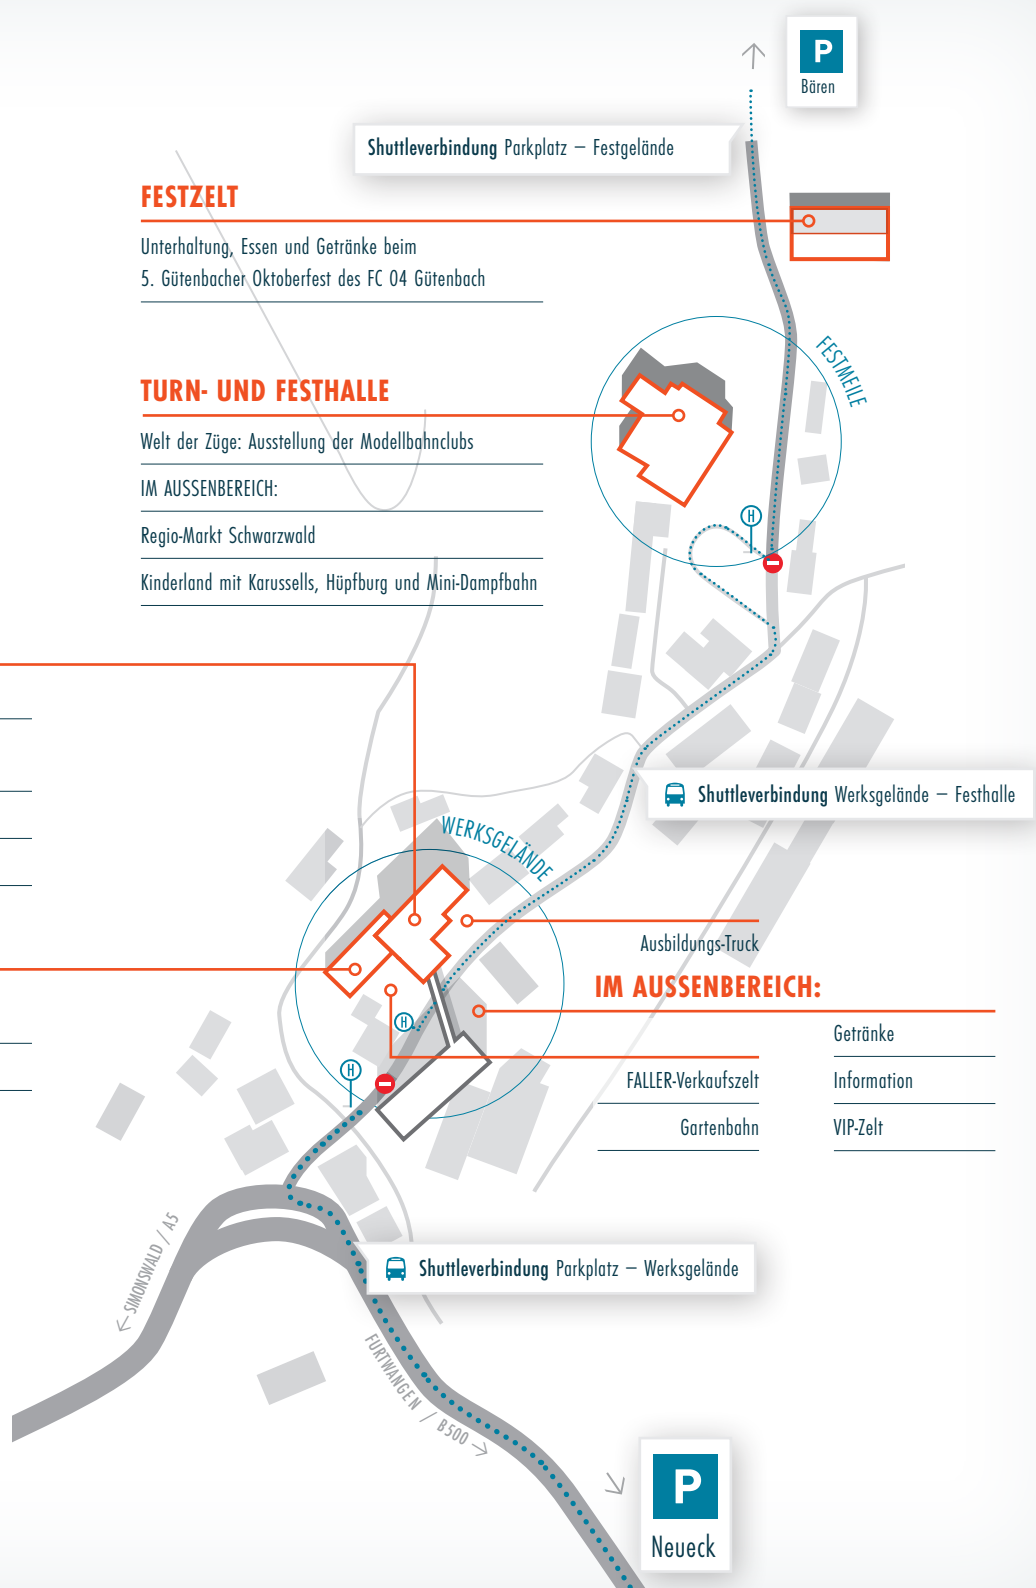 P
Bären
Shuttleverbindung Parkplatz – Festgelände
FESTZELT
Unterhaltung, Essen und Getränke beim
5. Gütenbacher Oktoberfest des FC 04 Gütenbach
FESTMEILE
TURN- UND FESTHALLE
Welt der Züge: Ausstellung der Modellbahnclubs
IM AUSSENBEREICH:
Regio-Markt Schwarzwald
Kinderland mit Karussells, Hüpfburg und Mini-Dampfbahn
H
Shuttleverbindung Werksgelände – Festhalle
WERKSGELÄNDE
Ausbildungs-Truck
IM AUSSENBEREICH:
Getränke
Information
VIP-Zelt
FALLER-Verkaufszelt
Gartenbahn
H
H
Shuttleverbindung Parkplatz – Werksgelände
← SIMONSWALD / A5
FURTWANGEN / B500 →
P
Neueck